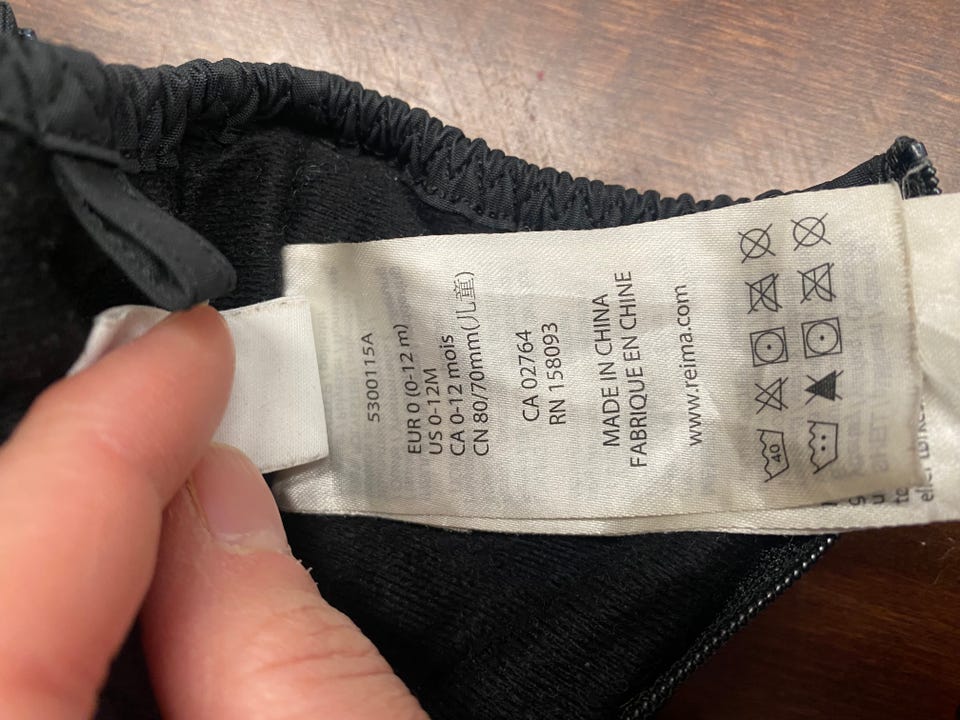 5300115A
EUR 0 (0-12 m)
US 0-12M
CA 0-12 mois
CN 80/70mm(儿童)
CA 02764
RN 158093
MADE IN CHINA
FABRIQUE EN CHINE
www.reima.com
40